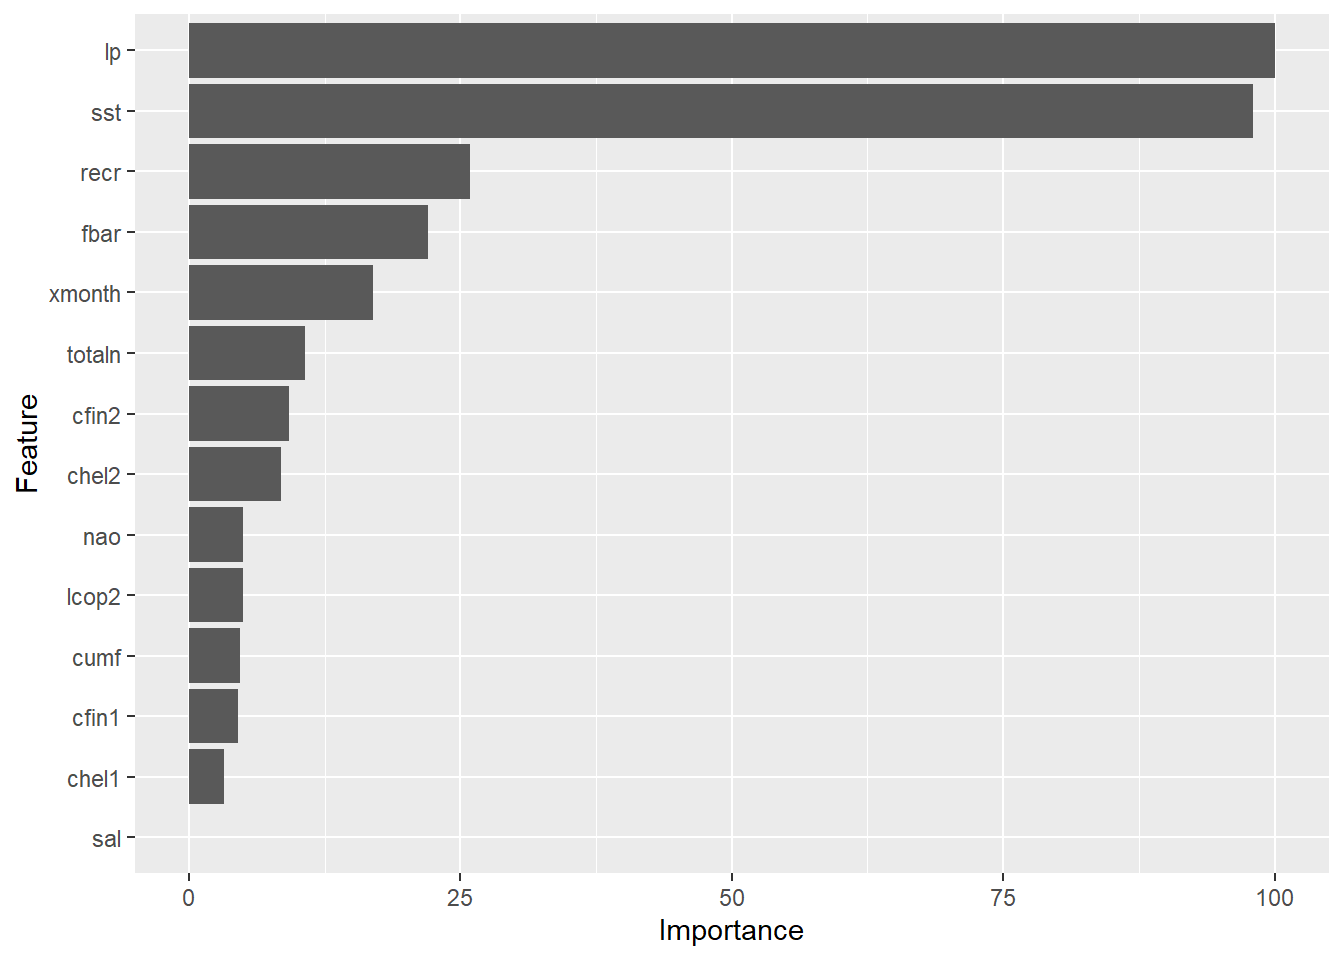 lp
sst
recr
fbar
xmonth
totaln
cfin2
chel2
nao
lcop2
cumf
cfin1
chel1
sal
Feature
0 25 50 75 100
Importance